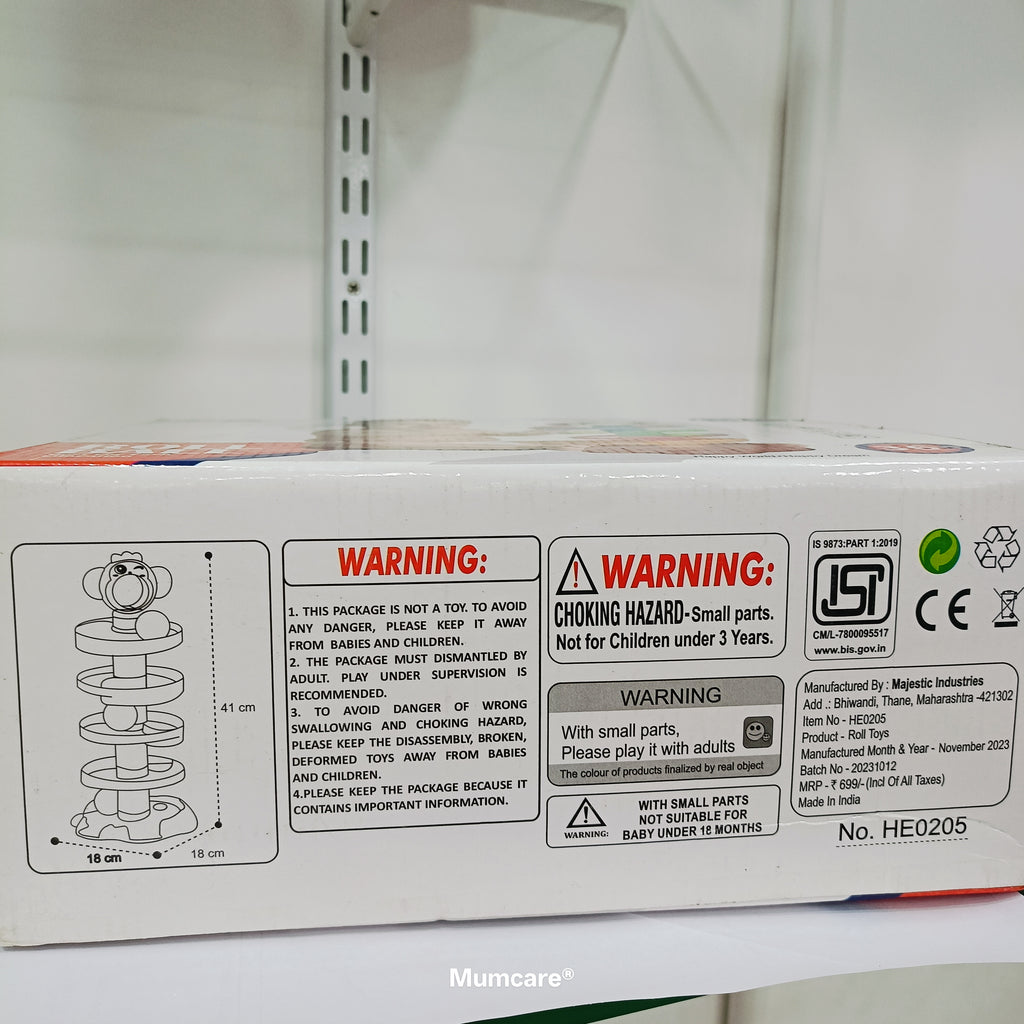 41 cm
18 cm
18 cm
WARNING:
1. THIS PACKAGE IS NOT A TOY. TO AVOID
ANY DANGER, PLEASE KEEP IT AWAY
FROM BABIES AND CHILDREN.
2. THE PACKAGE MUST DISMANTLED BY
ADULT. PLAY UNDER SUPERVISION IS
RECOMMENDED.
3. TO AVOID DANGER OF WRONG
SWALLOWING AND CHOKING HAZARD,
PLEASE KEEP THE DISASSEMBLY, BROKEN,
DEFORMED TOYS AWAY FROM BABIES
AND CHILDREN.
4.PLEASE KEEP THE PACKAGE BECAUSE IT
CONTAINS IMPORTANT INFORMATION.
WARNING:
CHOKING HAZARD-Small parts.
Not for Children under 3 Years.
WARNING
With small parts,
Please play it with adults
The colour of products finalized by real object
WARNING:
WITH SMALL PARTS
NOT SUITABLE FOR
BABY UNDER 18 MONTHS
IS 9873:PART 1:2019
ISI
CM/L-7800095517
www.bis.gov.in
CE
Manufactured By : Majestic Industries
Add .: Bhiwandi, Thane, Maharashtra -421302
Item No - HE0205
Product - Roll Toys
Manufactured Month & Year - November 2023
Batch No - 20231012
MRP - ₹ 699/- (Incl Of All Taxes)
Made In India
No. HE0205
Mumcare®